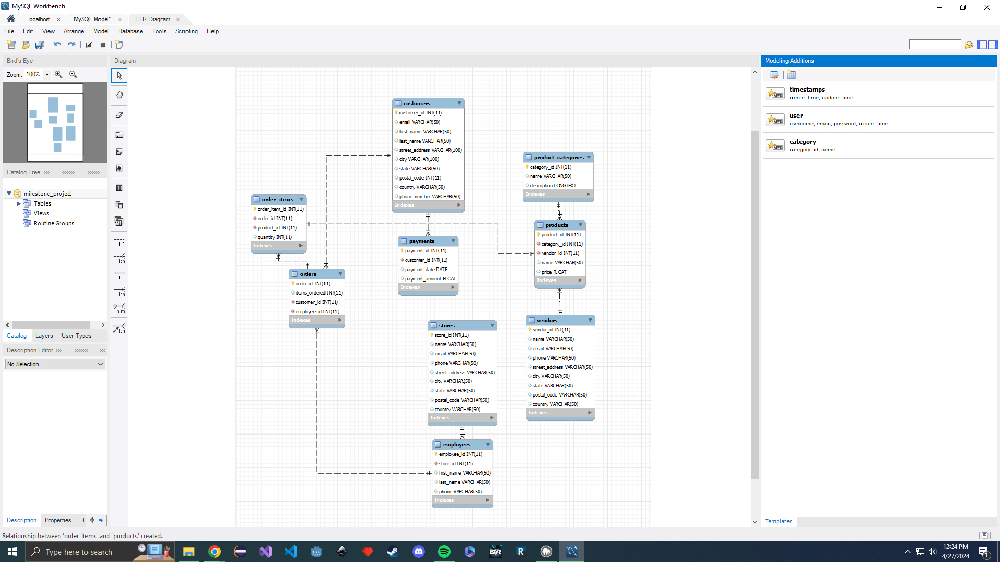 MySQL Workbench
localhost
MySQL Model*
EER Diagram
File Edit View Arrange Model Database Tools Scripting Help
Bird's Eye
Zoom: 100%
Catalog Tree
milestone_project
Tables
Views
Routine Groups
Catalog Layers User Types
Description Editor
No Selection
Description Properties H
Diagram
1:1
1:n
1:1
1:n
n:m
1:n
customers
customer_id INT(11)
email VARCHAR(50)
first_name VARCHAR(50)
last_name VARCHAR(50)
street_address VARCHAR(100)
city VARCHAR(100)
state VARCHAR(50)
postal_code INT(11)
country VARCHAR(50)
phone_number VARCHAR(50)
Indexes
product_categories
category_id INT(11)
name VARCHAR(50)
description LONGTEXT
Indexes
order_items
order_item_id INT(11)
order_id INT(11)
product_id INT(11)
quantity INT(11)
Indexes
products
product_id INT(11)
category_id INT(11)
vendor_id INT(11)
name VARCHAR(50)
price FLOAT
Indexes
payments
payment_id INT(11)
customer_id INT(11)
payment_date DATE
payment_amount FLOAT
Indexes
orders
order_id INT(11)
items_ordered INT(11)
customer_id INT(11)
employee_id INT(11)
Indexes
stores
store_id INT(11)
name VARCHAR(50)
email VARCHAR(50)
phone VARCHAR(50)
street_address VARCHAR(50)
city VARCHAR(50)
state VARCHAR(50)
postal_code VARCHAR(50)
country VARCHAR(50)
Indexes
vendors
vendor_id INT(11)
name VARCHAR(50)
email VARCHAR(50)
phone VARCHAR(50)
street_address VARCHAR(50)
city VARCHAR(50)
state VARCHAR(50)
postal_code VARCHAR(50)
country VARCHAR(50)
Indexes
employees
employee_id INT(11)
store_id INT(11)
first_name VARCHAR(50)
last_name VARCHAR(50)
phone VARCHAR(50)
Indexes
Modeling Additions
MWB
timestamps
create_time, update_time
MWB
user
username, email, password, create_time
MWB
category
category_id, name
Templates
Relationship between 'order_items' and 'products' created.
Type here to search
BAR
R
12:24 PM
4/27/2024
1